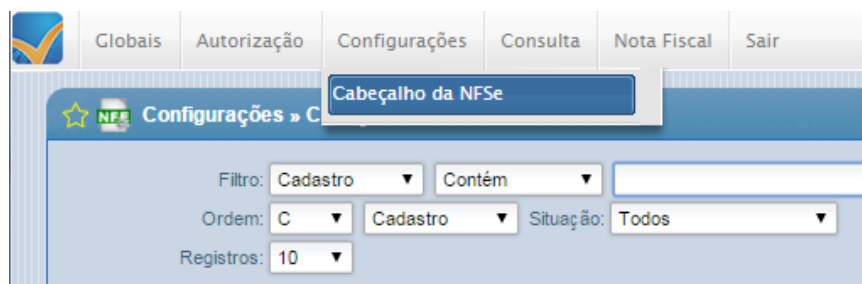 Globais Autorização Configurações Consulta Nota Fiscal Sair
Cabeçalho da NFSe
NFE Configurações » C
Filtro: Cadastro Contém
Ordem: C Cadastro Situação: Todos
Registros: 10